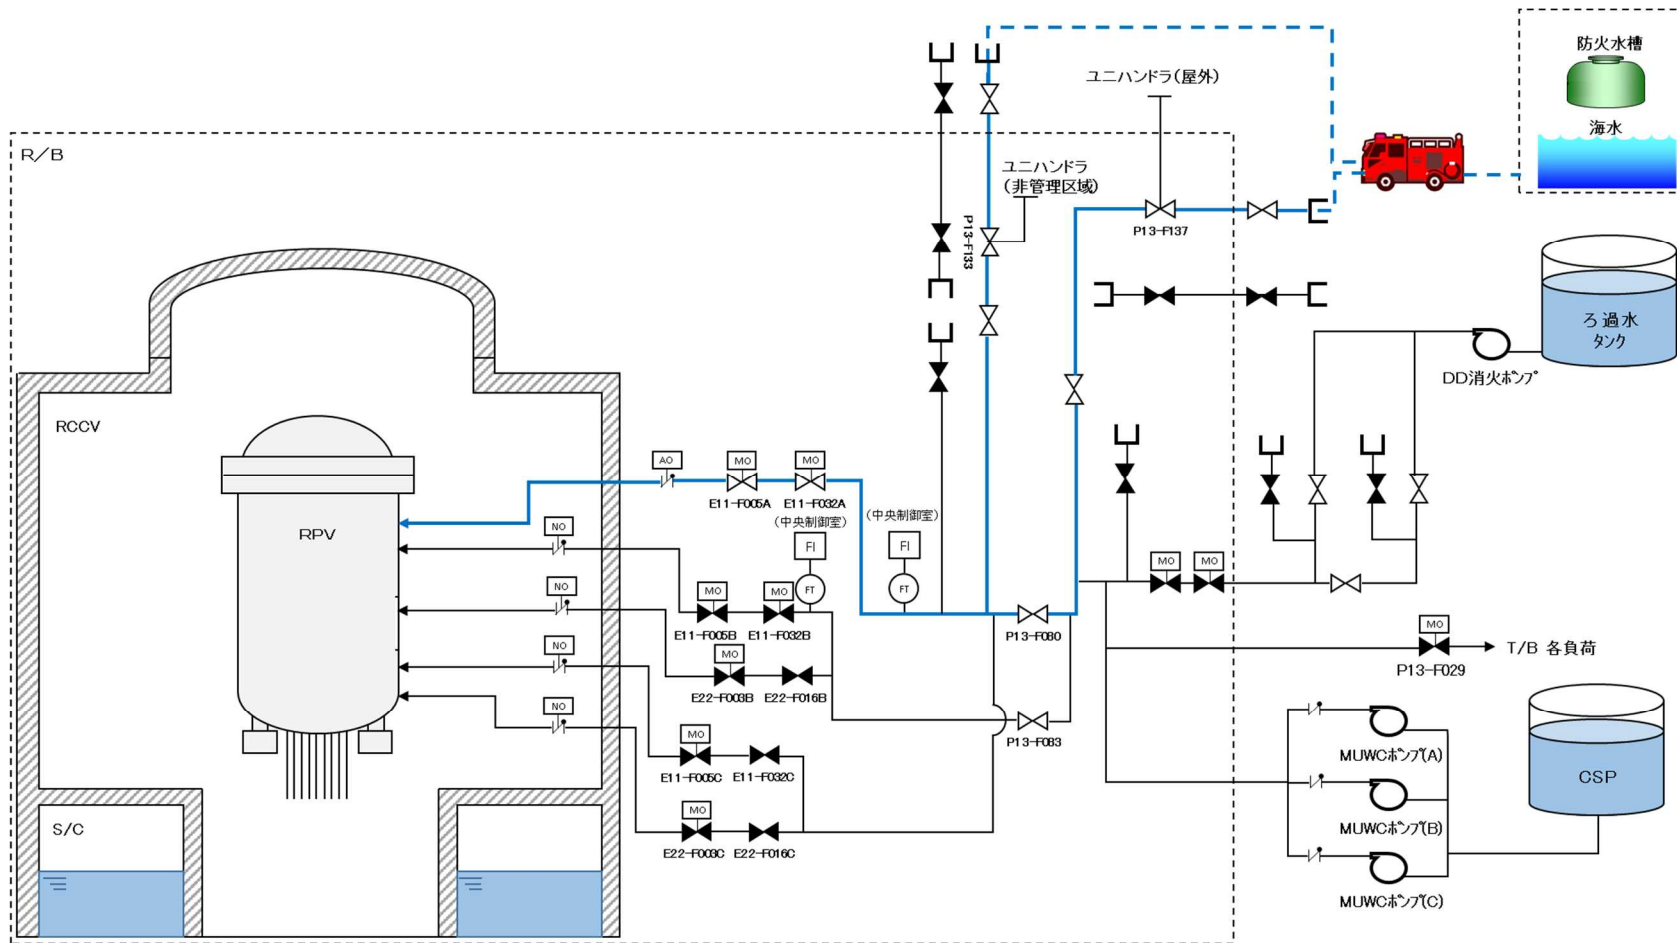 防火水槽
海水
ユニハンドラ(屋外)
R/B
ユニハンドラ
(非管理区域)
P13-F133
P13-F137
ろ過水
タンク
DD消火ポンプ
RCCV
RPV
AO
MO
MO
E11-F005A
E11-F032A
(中央制御室)
(中央制御室)
FI
FI
FT
FT
NO
MO
MO
E11-F005B
E11-F032B
NO
MO
E22-F003B
E22-F016B
NO
MO
E11-F005C
E11-F032C
NO
MO
E22-F003C
E22-F016C
P13-F080
P13-F083
MO
MO
MO
P13-F029
T/B 各負荷
MUWCポンプ(A)
MUWCポンプ(B)
MUWCポンプ(C)
CSP
S/C